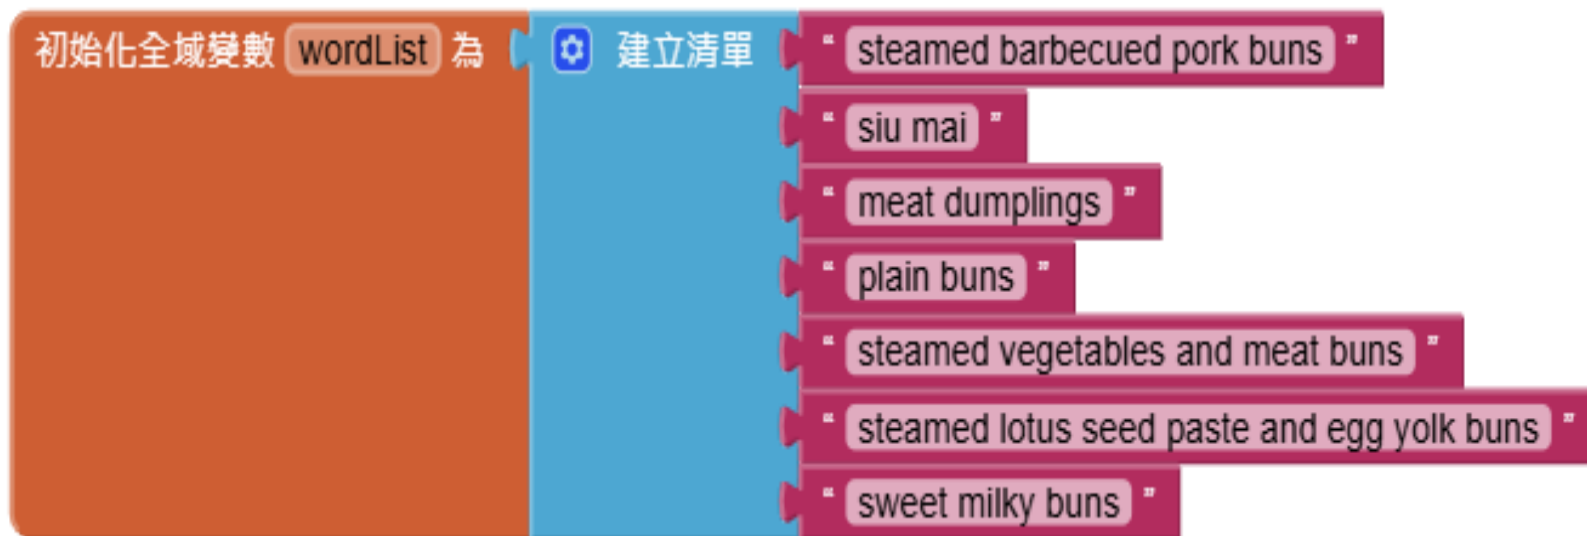 初始化全域變數 wordList 為 建立清單 “ steamed barbecued pork buns ”
“ siu mai ”
“ meat dumplings ”
“ plain buns ”
“ steamed vegetables and meat buns ”
“ steamed lotus seed paste and egg yolk buns ”
“ sweet milky buns ”